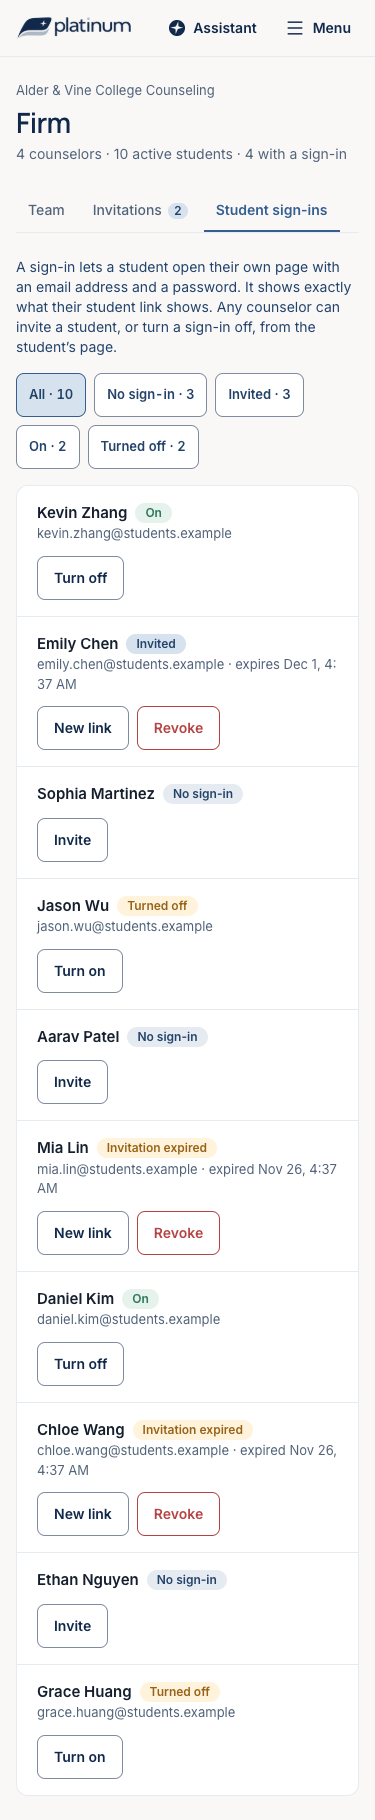 platinum
Assistant
Menu
Alder & Vine College Counseling
Firm
4 counselors · 10 active students · 4 with a sign-in
Team
Invitations 2
Student sign-ins
A sign-in lets a student open their own page with
an email address and a password. It shows exactly
what their student link shows. Any counselor can
invite a student, or turn a sign-in off, from the
student's page.
All · 10
No sign-in · 3
Invited · 3
On · 2
Turned off · 2
Kevin Zhang On
kevin.zhang@students.example
Turn off
Emily Chen Invited
emily.chen@students.example · expires Dec 1, 4:
37 AM
New link
Revoke
Sophia Martinez No sign-in
Invite
Jason Wu Turned off
jason.wu@students.example
Turn on
Aarav Patel No sign-in
Invite
Mia Lin Invitation expired
mia.lin@students.example · expired Nov 26, 4:37
AM
New link
Revoke
Daniel Kim On
daniel.kim@students.example
Turn off
Chloe Wang Invitation expired
chloe.wang@students.example · expired Nov 26,
4:37 AM
New link
Revoke
Ethan Nguyen No sign-in
Invite
Grace Huang Turned off
grace.huang@students.example
Turn on